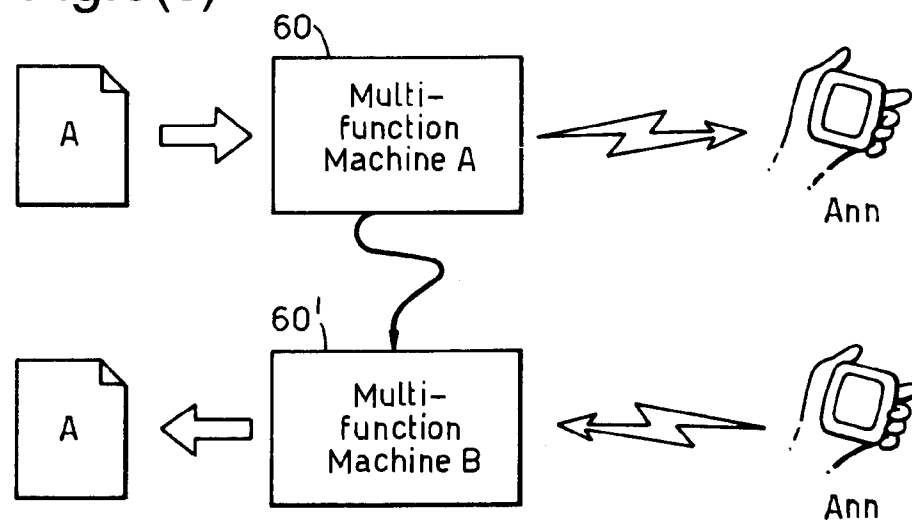 60
A
Multi-
function
Machine A
Ann
60'
A
Multi-
function
Machine B
Ann